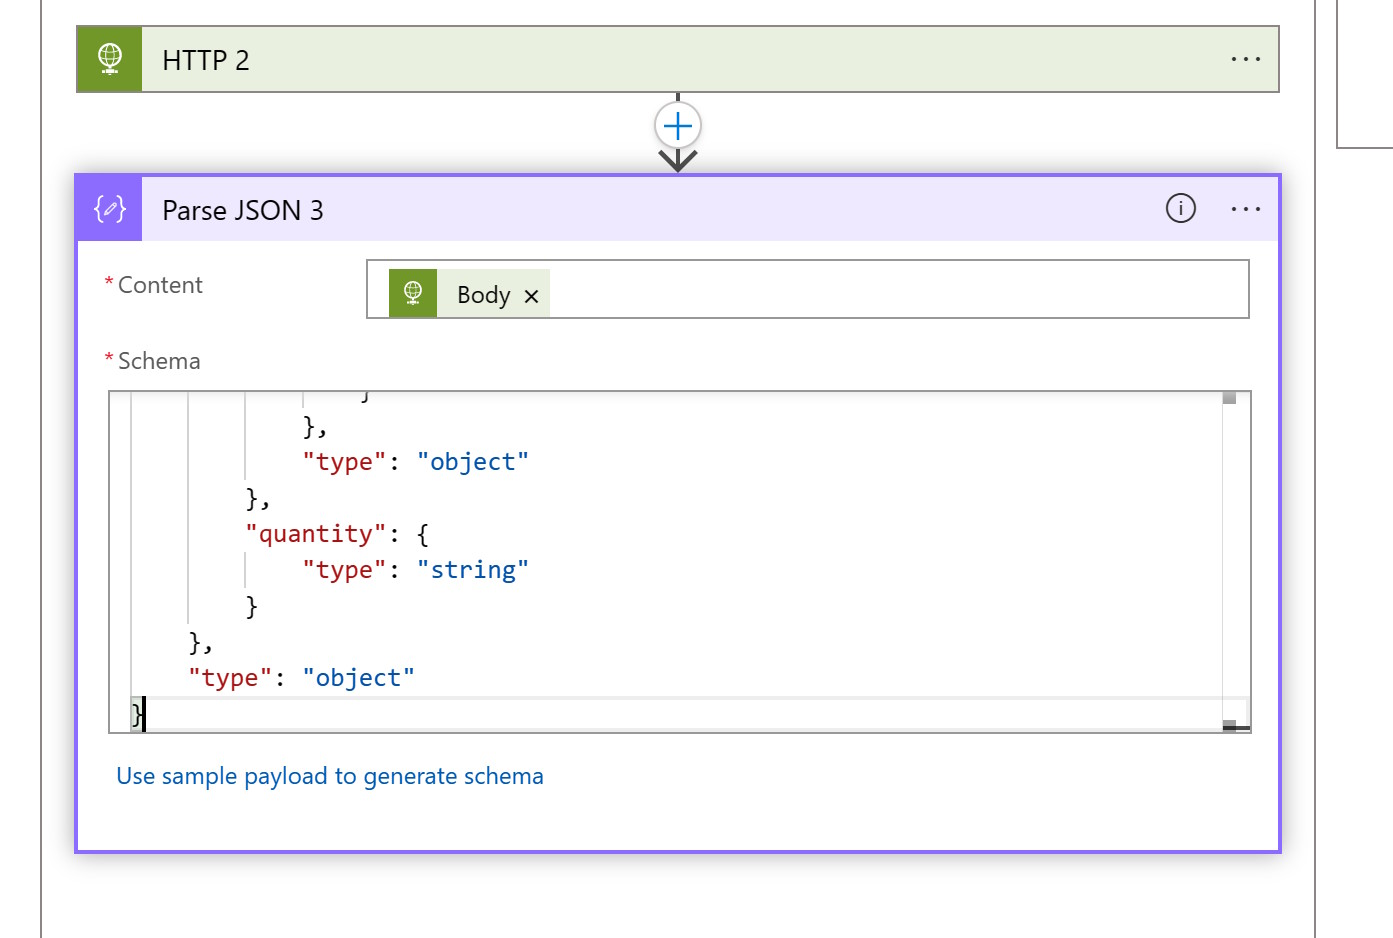 HTTP 2
Parse JSON 3
* Content
Body
* Schema
}
},
"type": "object"
},
"quantity": {
"type": "string"
}
},
"type": "object"
}
Use sample payload to generate schema